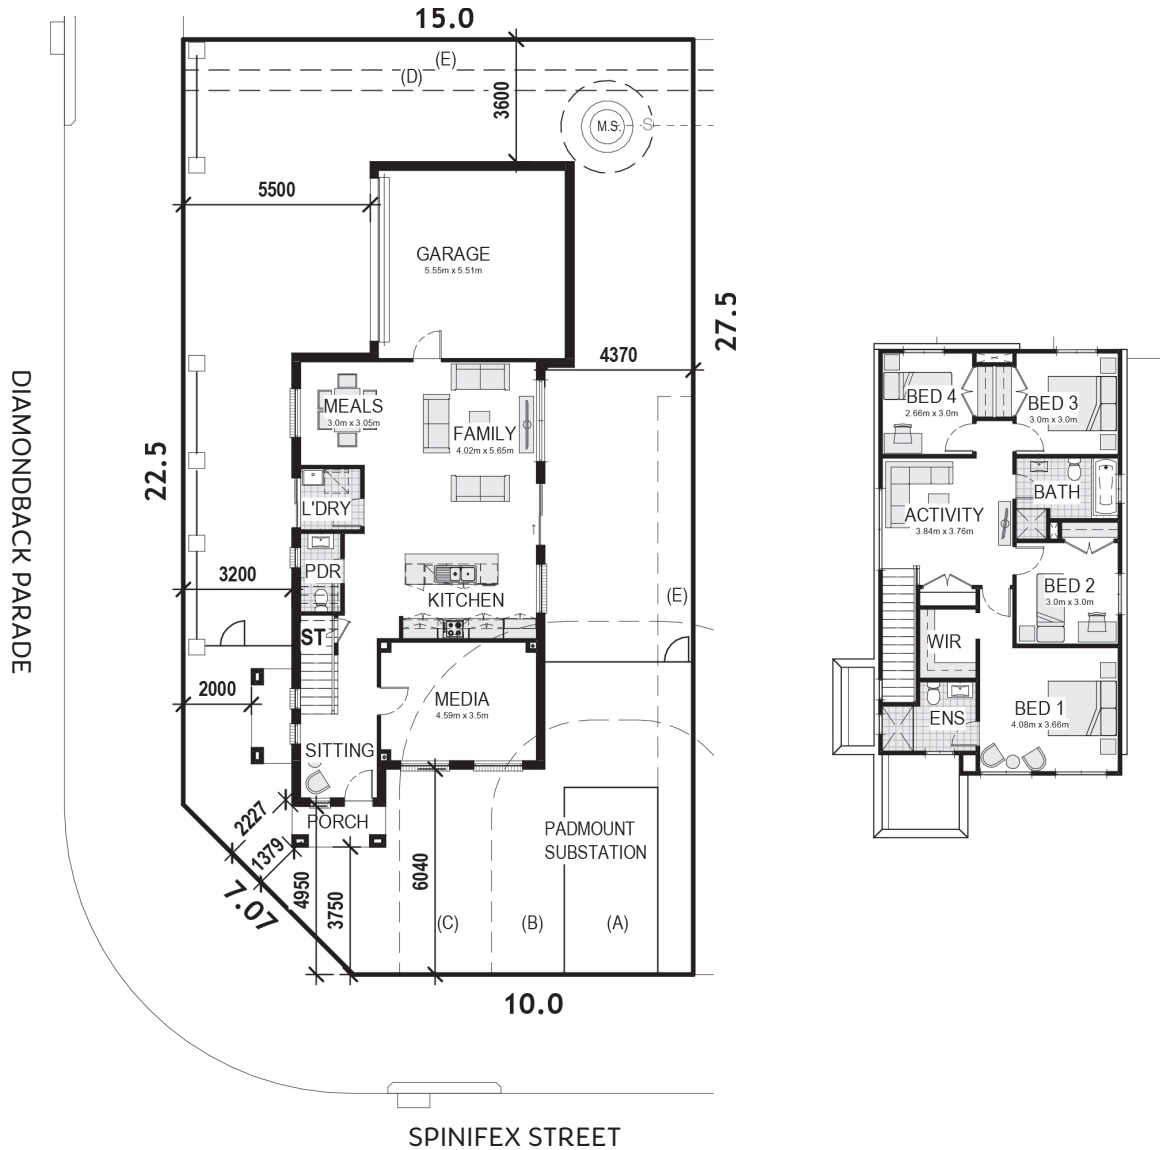 15.0
(E)
(D)
3600
M.S.
S
5500
GARAGE
5.55m x 5.51m
27.5
4370
DIAMONDBACK PARADE
22.5
MEALS
3.0m x 3.05m
FAMILY
4.02m x 5.65m
L'DRY
PDR
3200
KITCHEN
(E)
ST
2000
MEDIA
4.59m x 3.5m
SITTING
PORCH
2227
1379
7.07
4950
3750
6040
PADMOUNT
SUBSTATION
(C)
(B)
(A)
10.0
SPINIFEX STREET
BED 4
2.66m x 3.0m
BED 3
3.0m x 3.0m
BATH
ACTIVITY
3.84m x 3.76m
BED 2
3.0m x 3.0m
WIR
ENS
BED 1
4.08m x 3.66m